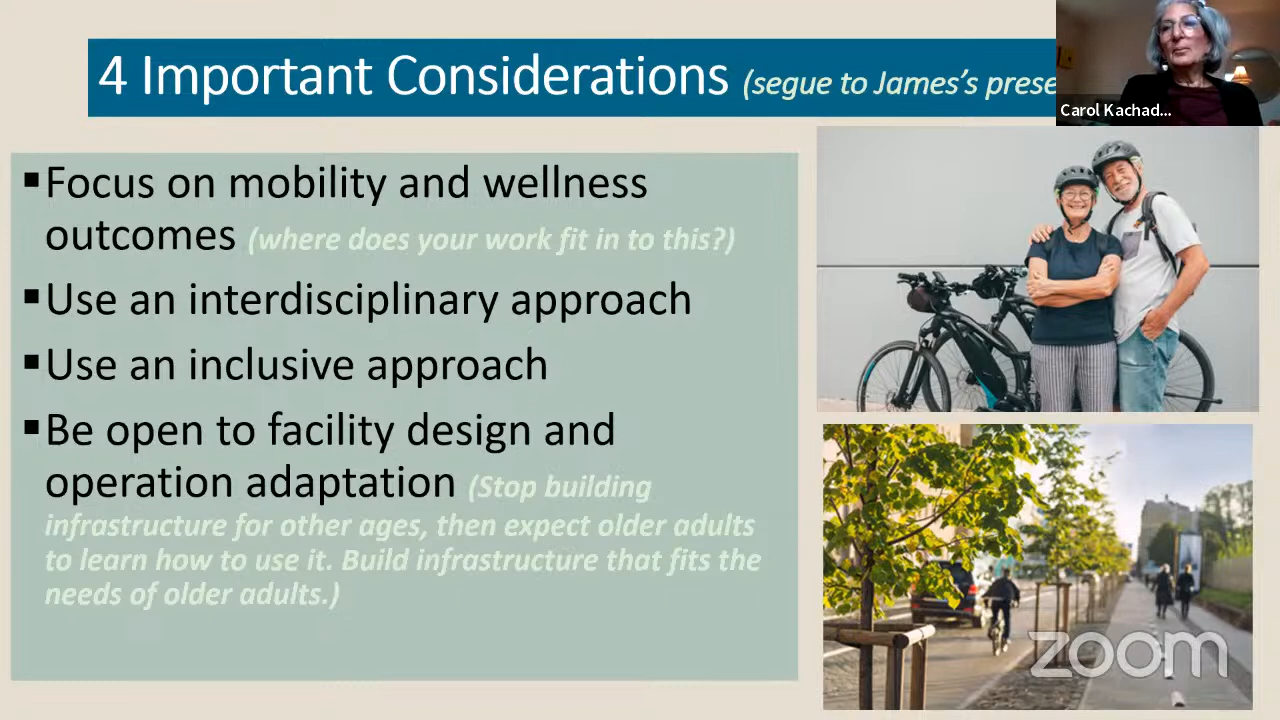 4 Important Considerations (segue to James's prese
Carol Kachad...
▪Focus on mobility and wellness
outcomes (where does your work fit in to this?)
▪Use an interdisciplinary approach
▪Use an inclusive approach
▪Be open to facility design and
operation adaptation (Stop building
infrastructure for other ages, then expect older adults
to learn how to use it. Build infrastructure that fits the
needs of older adults.)
zoom